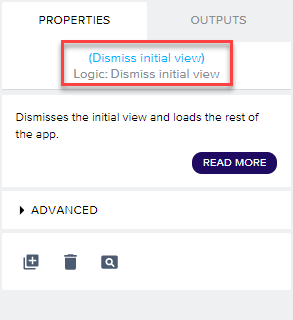 PROPERTIES
OUTPUTS
(Dismiss initial view)
Logic: Dismiss initial view
Dismisses the initial view and loads the rest of
the app.
READ MORE
ADVANCED